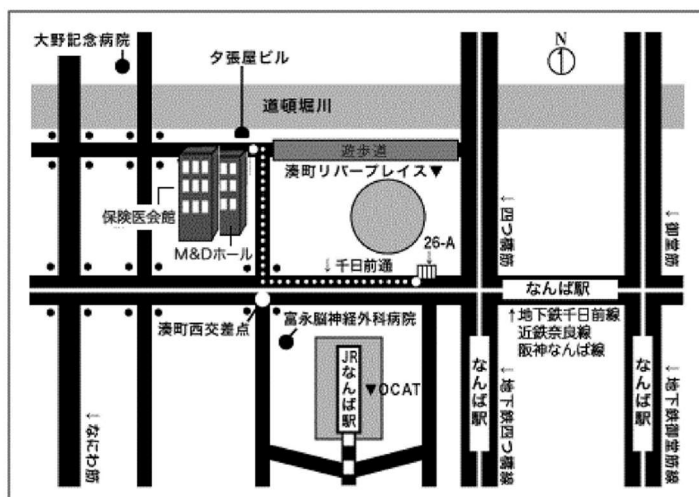 大野記念病院
夕張屋ビル
N
道頓堀川
遊歩道
湊町リバープレイス▼
保険医会館
M&Dホール
26-A
↓千日前通
↓四つ橋筋
↓御堂筋
なんば駅
湊町西交差点
富永脳神経外科病院
↑地下鉄千日前線
近鉄奈良線
阪神なんば線
JRなんば駅
▼OCAT
なんば駅
↓地下鉄四つ橋線
なんば駅
↓地下鉄御堂筋線
↓なにわ筋